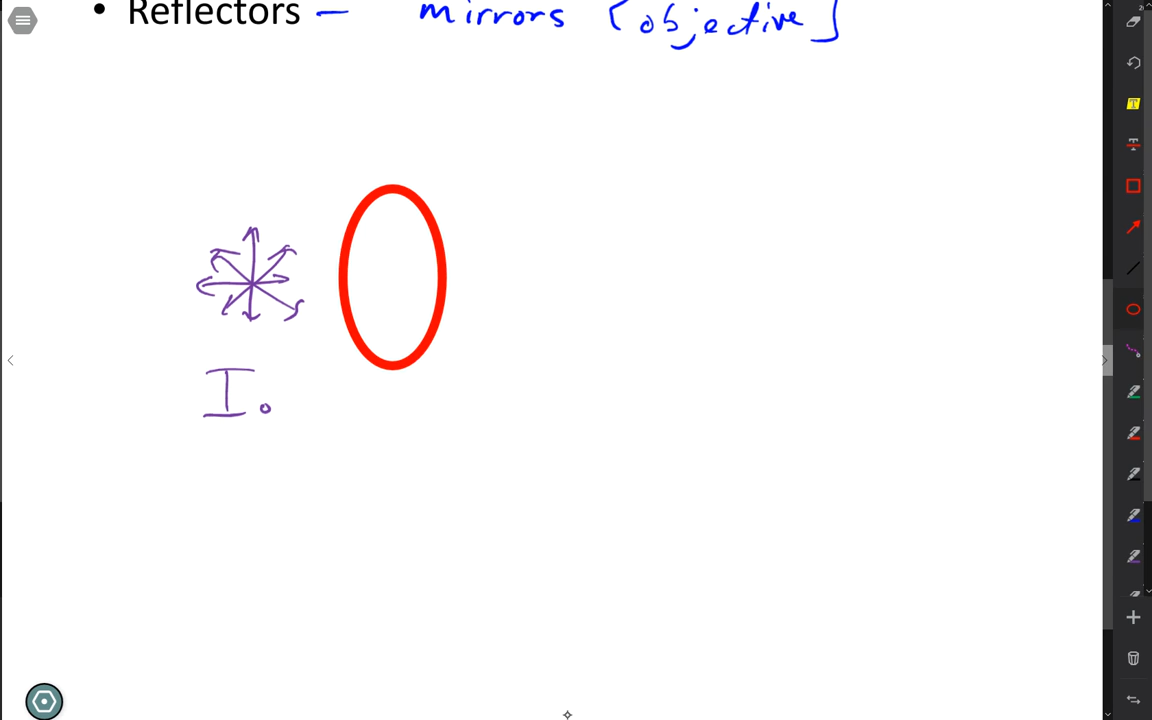 • Reflectors – mirrors [objective]
I₀